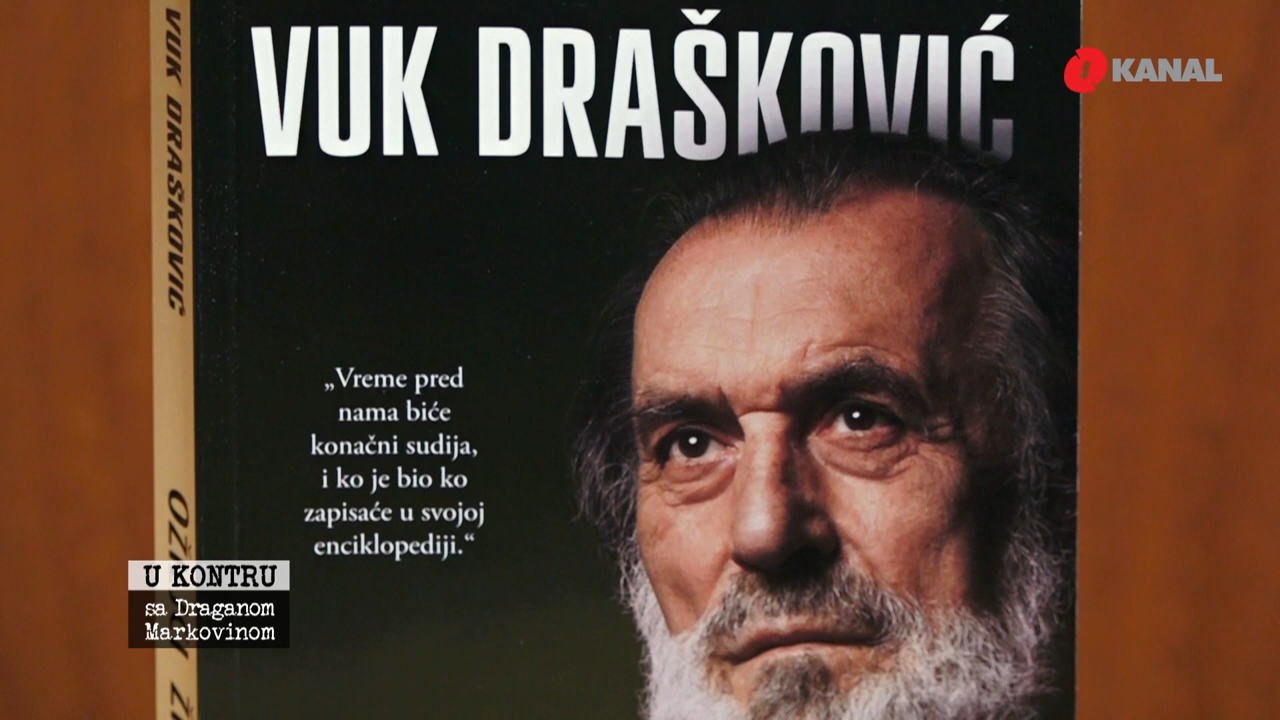 VUK DRAŠKOVIĆ
VUK DRAŠKOVIĆ
KANAL
„Vreme pred
nama biće
konačni sudija,
i ko je bio ko
zapisaće u svojoj
enciklopediji.“
U KONTRU
sa Draganom
Markovinom